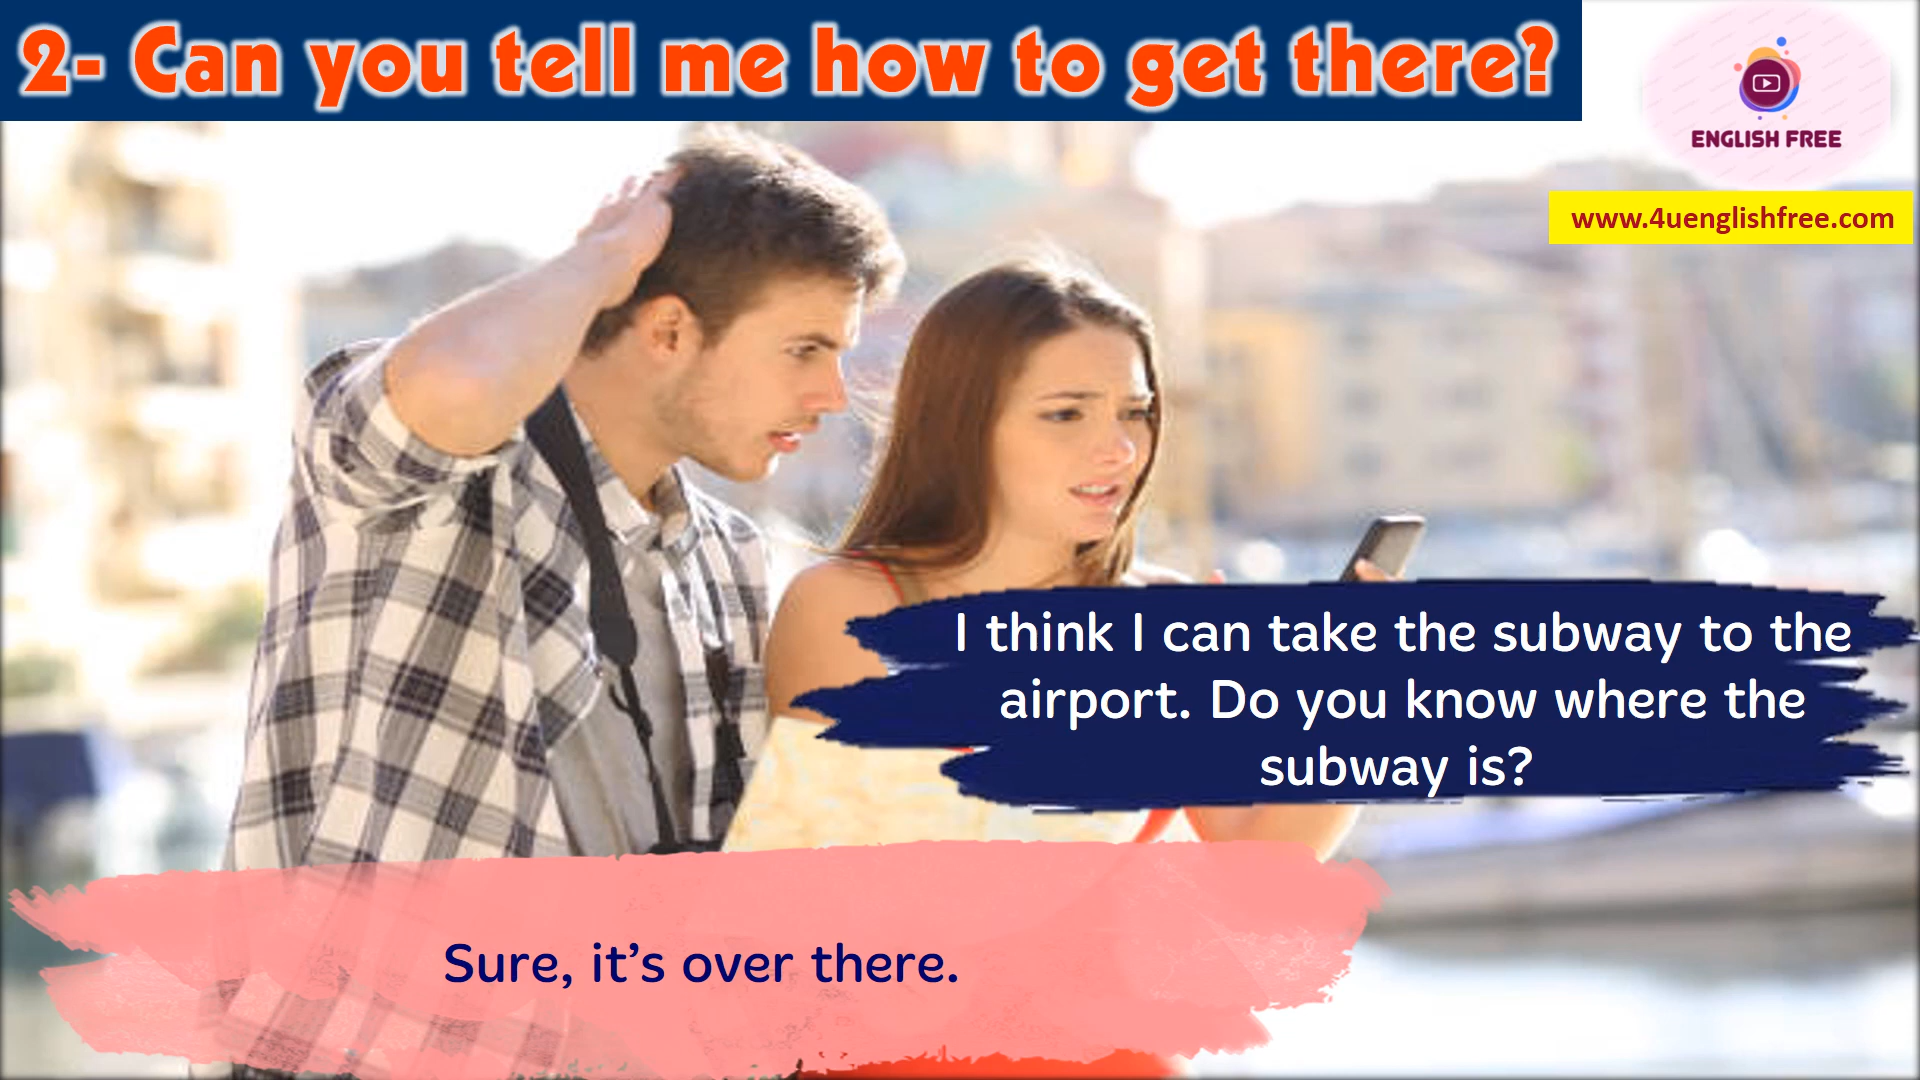 2- Can you tell me how to get there?
ENGLISH FREE
www.4uenglishfree.com
I think I can take the subway to the
airport. Do you know where the
subway is?
Sure, it’s over there.